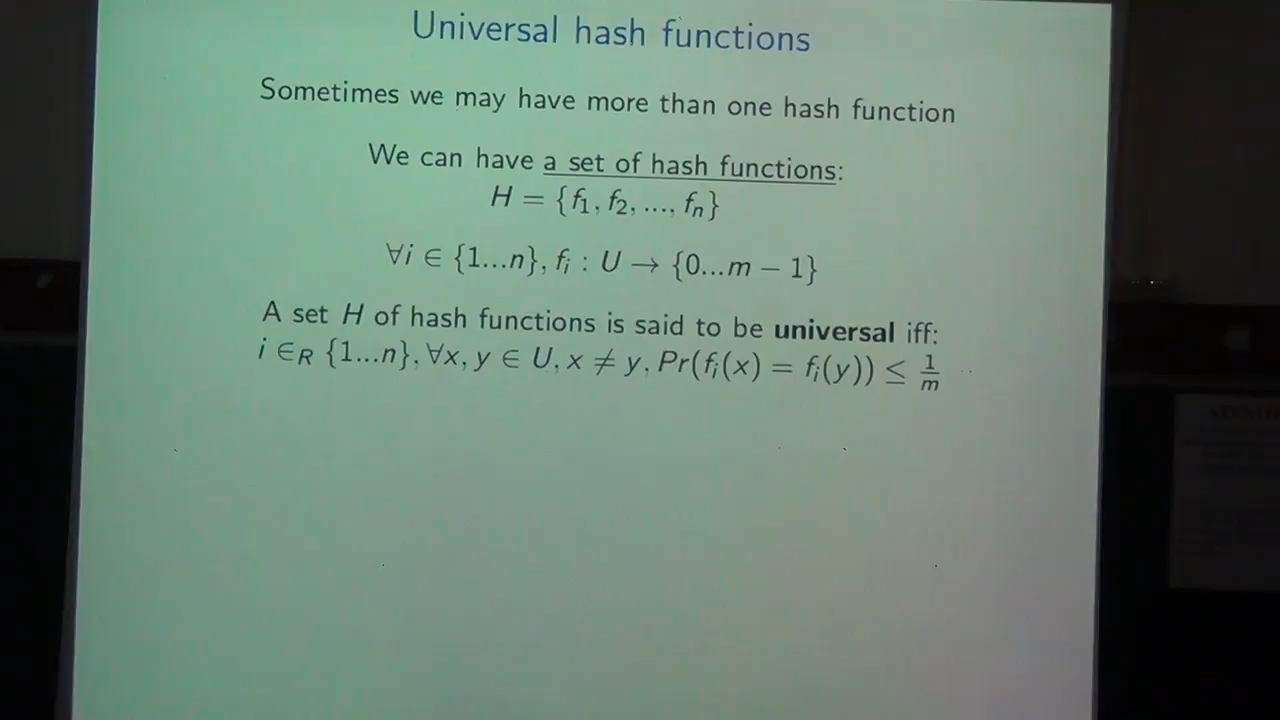 Universal hash functions
Sometimes we may have more than one hash function
We can have a set of hash functions:
H = {f₁, f₂, ..., fₙ}
∀i ∈ {1...n}, fᵢ : U → {0...m − 1}
A set H of hash functions is said to be universal iff:
i ∈_R {1...n}, ∀x, y ∈ U, x ≠ y, Pr(fᵢ(x) = fᵢ(y)) ≤ 1/m